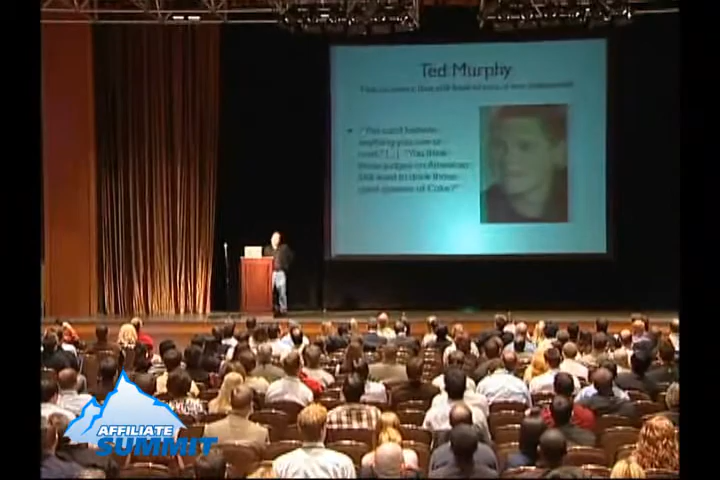 Ted Murphy
"You can't believe
anything you see or
read." [...] "You think
those judges on American
Idol want to drink those
giant glasses of Coke?"
AFFILIATE
SUMMIT